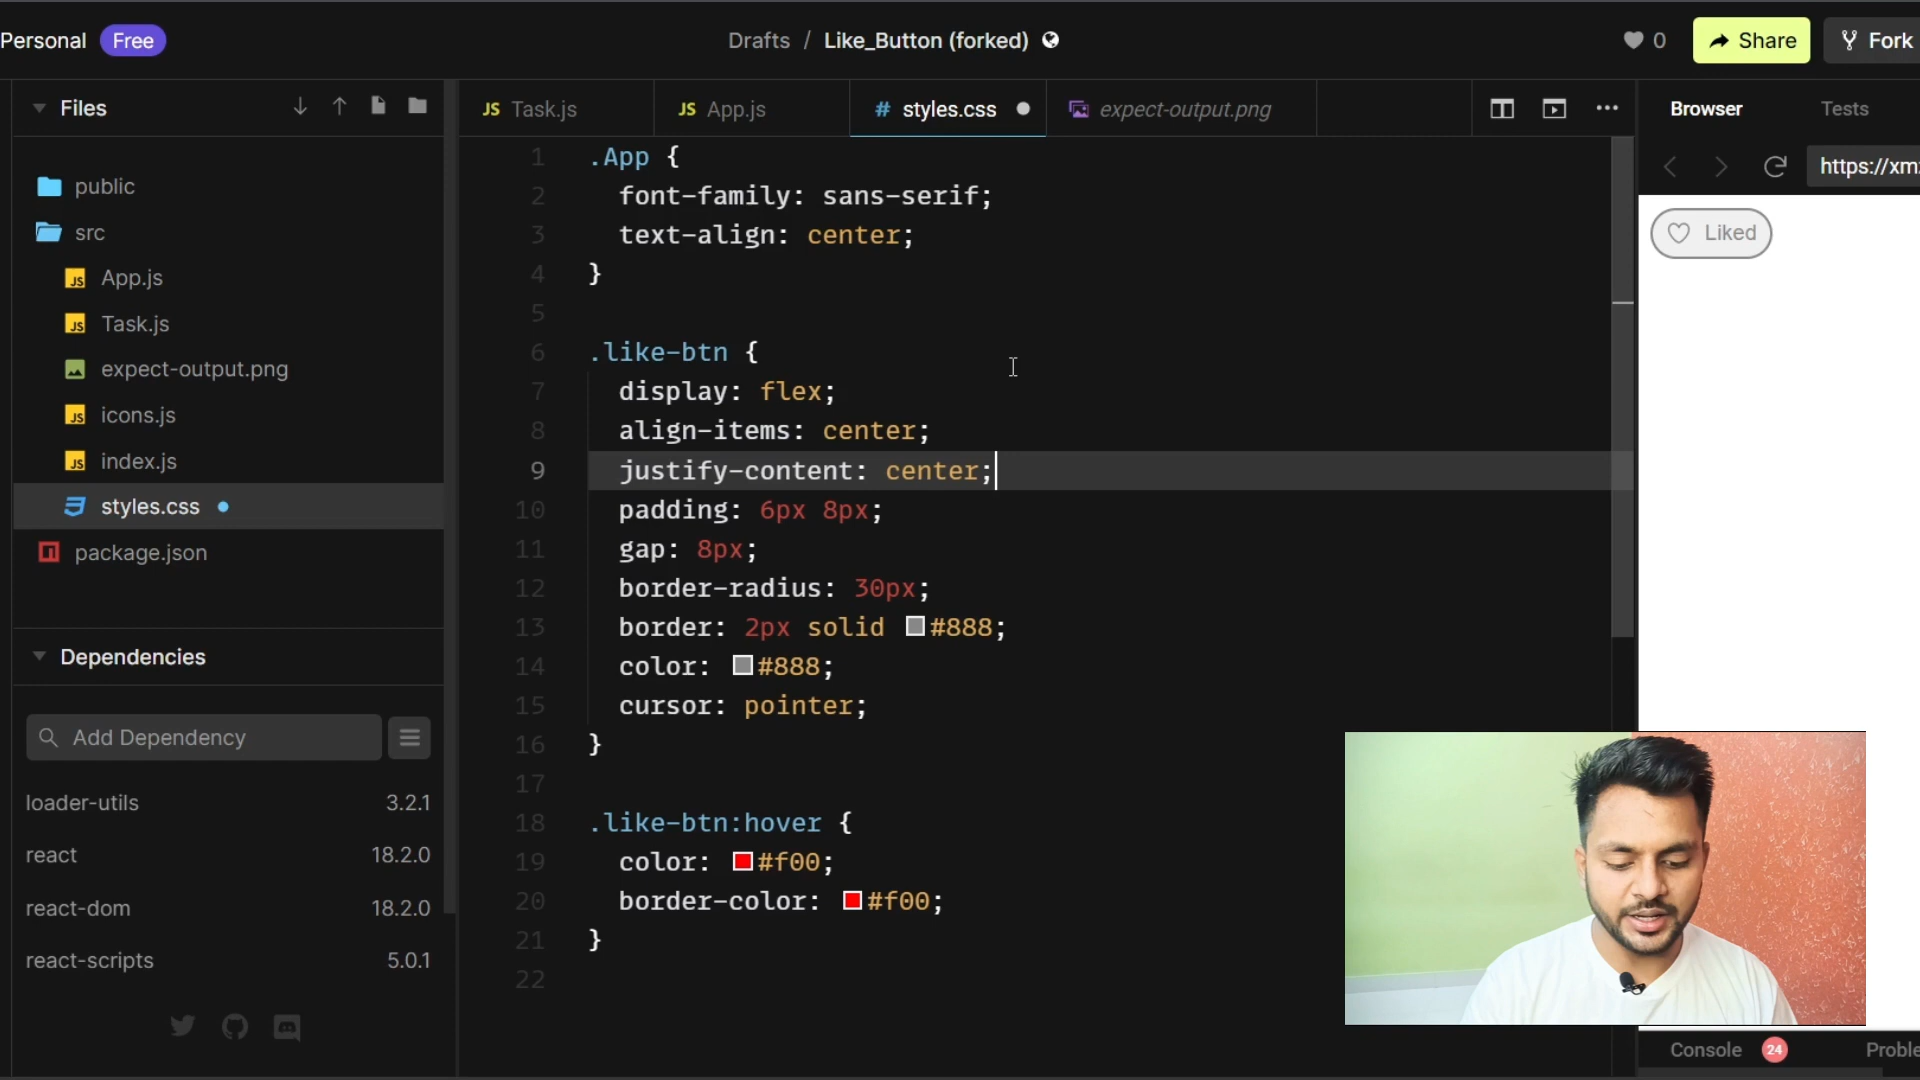 Personal Free
Drafts / Like_Button (forked)
0 Share Fork
Files
Task.js
App.js
styles.css
expect-output.png
Browser
Tests
https://xm
public
src
App.js
Task.js
expect-output.png
icons.js
index.js
styles.css
package.json
Dependencies
Add Dependency
loader-utils 3.2.1
react 18.2.0
react-dom 18.2.0
react-scripts 5.0.1
1 .App {
2 font-family: sans-serif;
3 text-align: center;
4 }
5
6 .like-btn {
7 display: flex;
8 align-items: center;
9 justify-content: center;
10 padding: 6px 8px;
11 gap: 8px;
12 border-radius: 30px;
13 border: 2px solid #888;
14 color: #888;
15 cursor: pointer;
16 }
17
18 .like-btn:hover {
19 color: #f00;
20 border-color: #f00;
21 }
22
Liked
Console 24
Proble